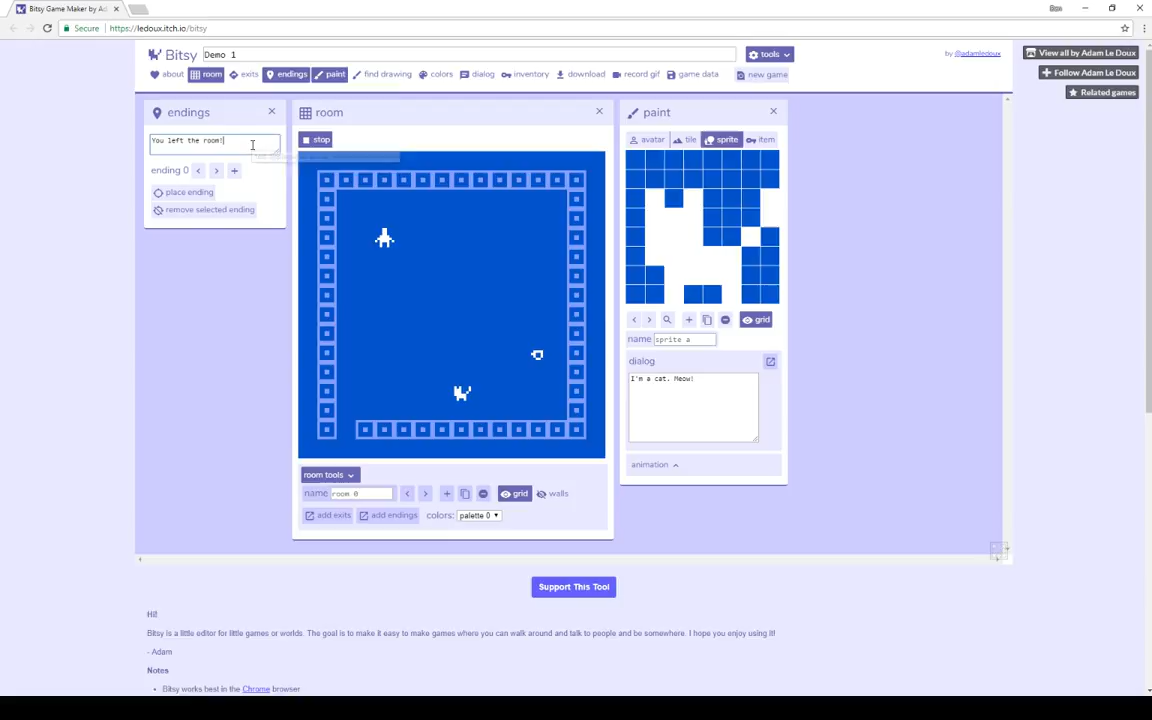 Bitsy Game Maker by Ad
Secure
https://ledoux.itch.io/bitsy
Bitsy
Demo 1
tools
by @adamledoux
View all by Adam Le Doux
Follow Adam Le Doux
Related games
about
room
exits
endings
paint
find drawing
colors
dialog
inventory
download
record gif
game data
new game
endings
You left the room!
ending 0
place ending
remove selected ending
room
stop
room tools
name room 0
grid
walls
add exits
add endings
colors: palette 0
paint
avatar
tile
sprite
item
grid
name sprite a
dialog
I'm a cat. Meow!
animation
Support This Tool
Hi!
Bitsy is a little editor for little games or worlds. The goal is to make it easy to make games where you can walk around and talk to people and be somewhere. I hope you enjoy using it!
- Adam
Notes
Bitsy works best in the Chrome browser